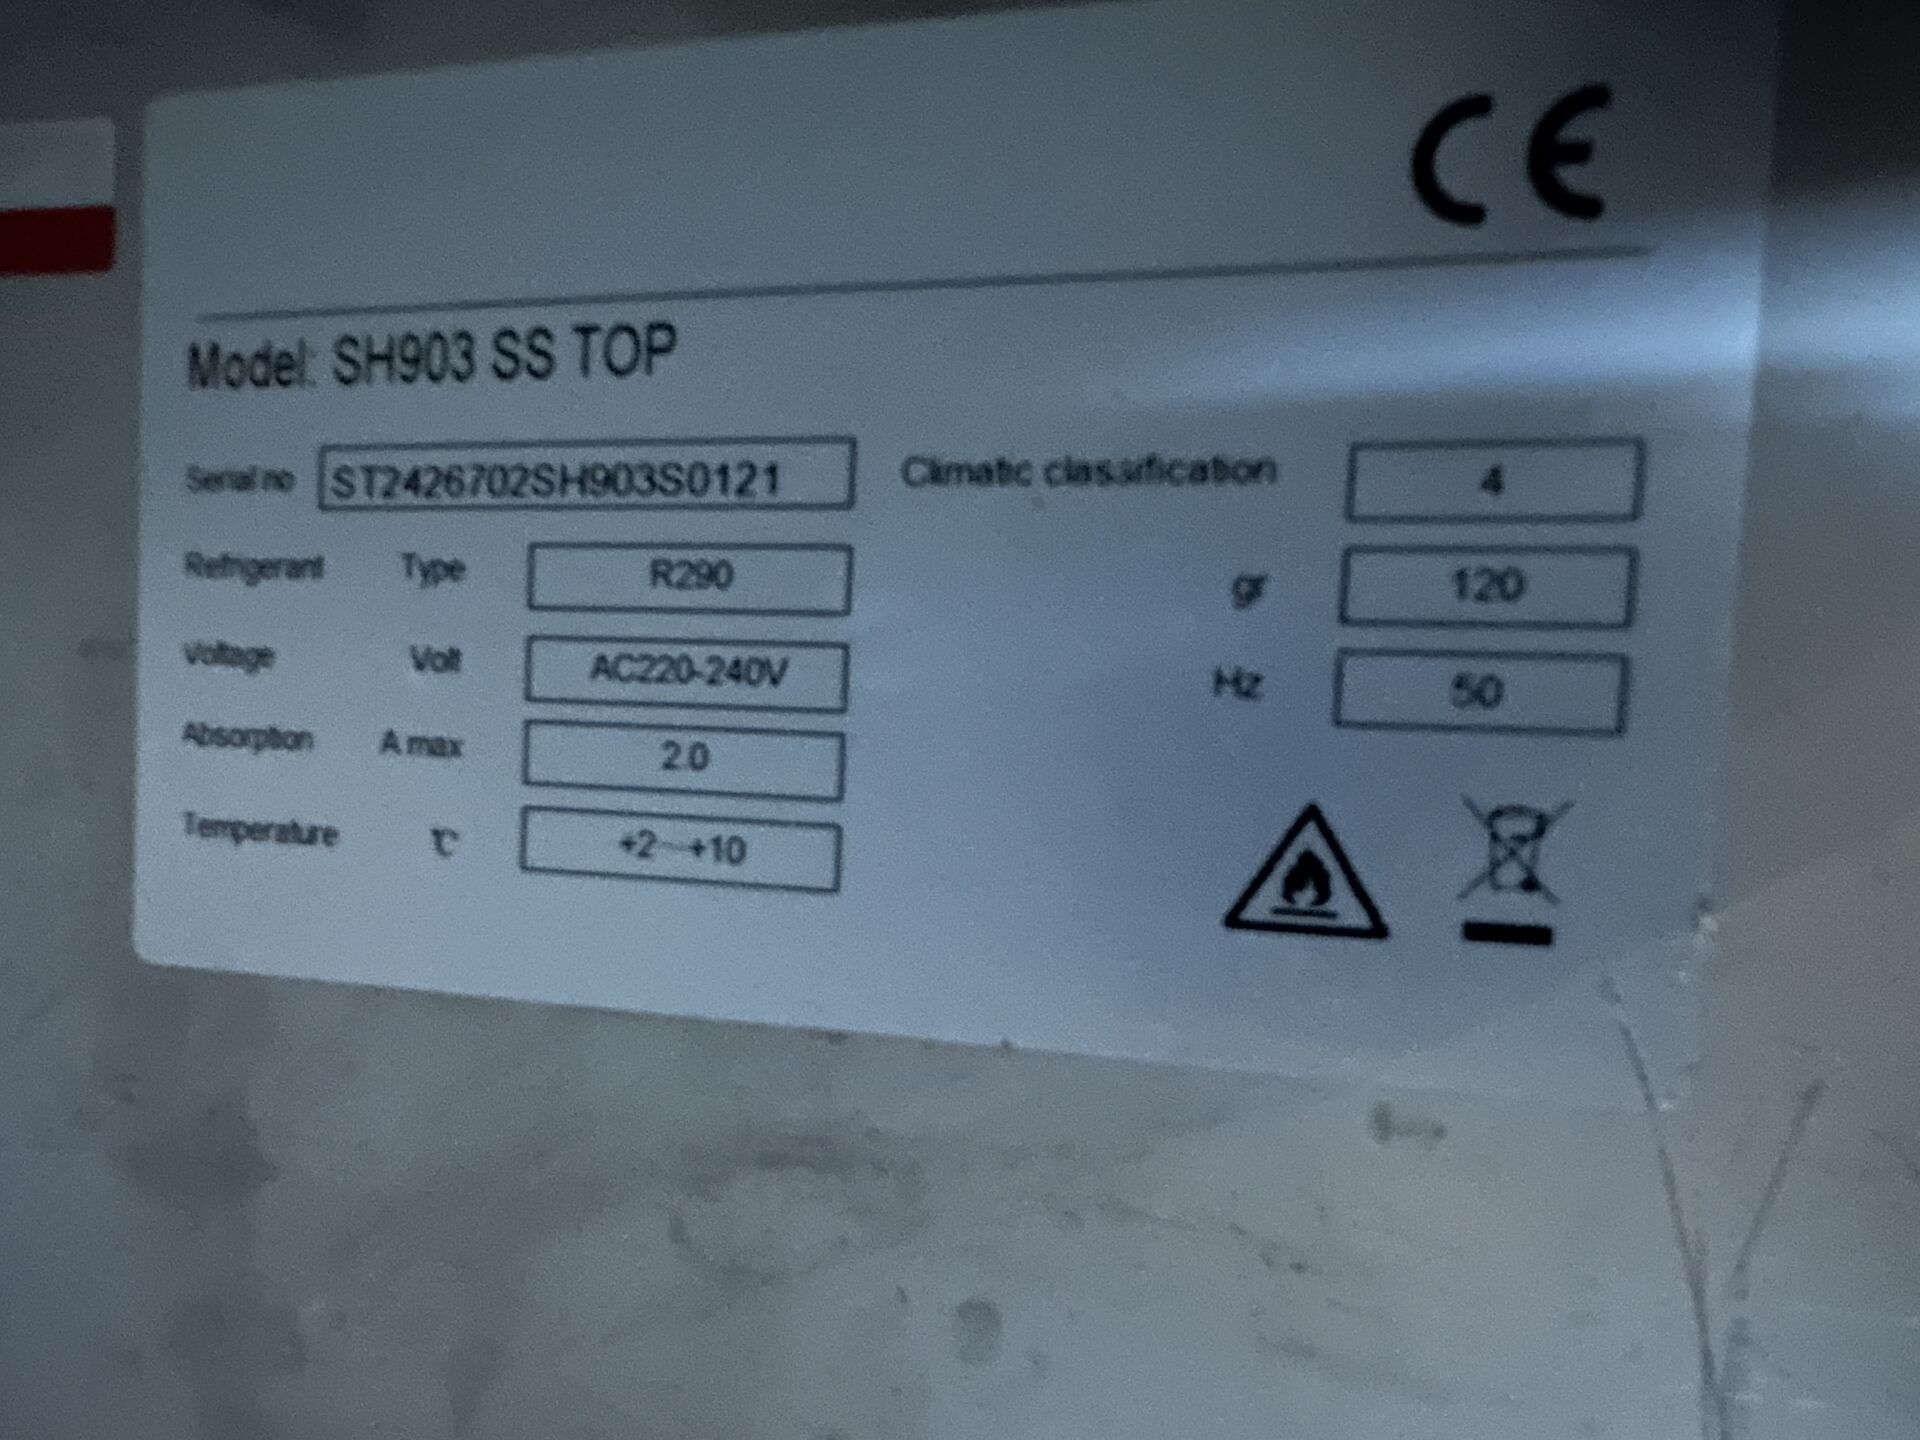 CE
Model: SH903 SS TOP
Serial no ST2426702SH903S0121 Climatic classification 4
Refrigerant Type R290 gr 120
Voltage Volt AC220-240V Hz 50
Absorption A max 2.0
Temperature ℃ +2~+10